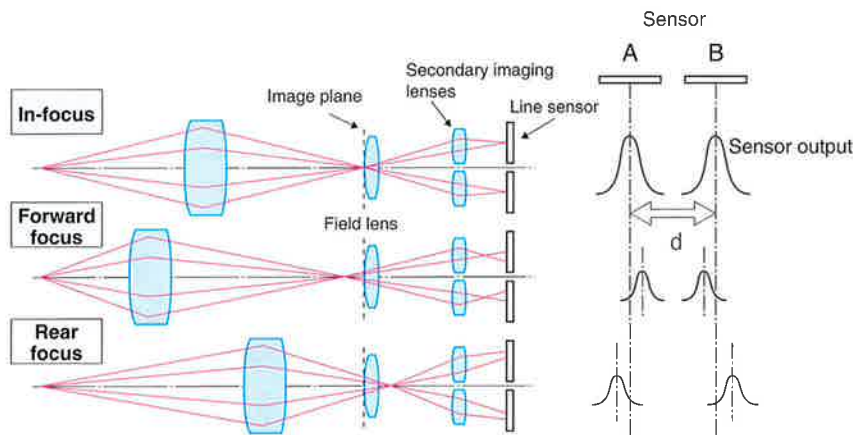 Sensor
A B
Secondary imaging
lenses
Image plane
Line sensor
In-focus
Sensor output
Forward
focus
Field lens
d
Rear
focus